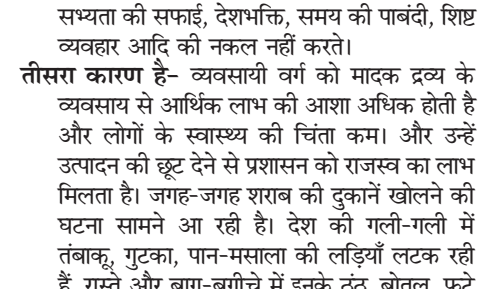 सभ्यता की सफाई, देशभक्ति, समय की पाबंदी, शिष्ट
व्यवहार आदि की नकल नहीं करते।
तीसरा कारण है– व्यवसायी वर्ग को मादक द्रव्य के
व्यवसाय से आर्थिक लाभ की आशा अधिक होती है
और लोगों के स्वास्थ्य की चिंता कम। और उन्हें
उत्पादन की छूट देने से प्रशासन को राजस्व का लाभ
मिलता है। जगह-जगह शराब की दुकानें खोलने की
घटना सामने आ रही है। देश की गली-गली में
तंबाकू, गुटका, पान-मसाला की लड़ियाँ लटक रही
हैं, रास्ते और बाग-बगीचे में इनके ठूंठ, बोतल, फूटे